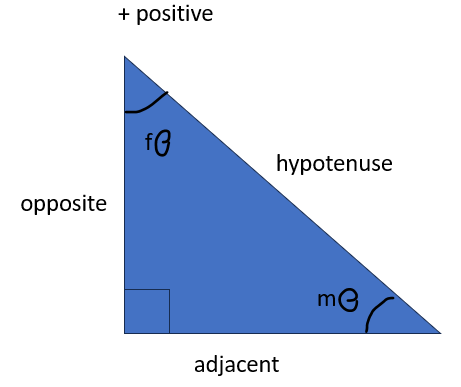 + positive
fθ
hypotenuse
opposite
mθ
adjacent